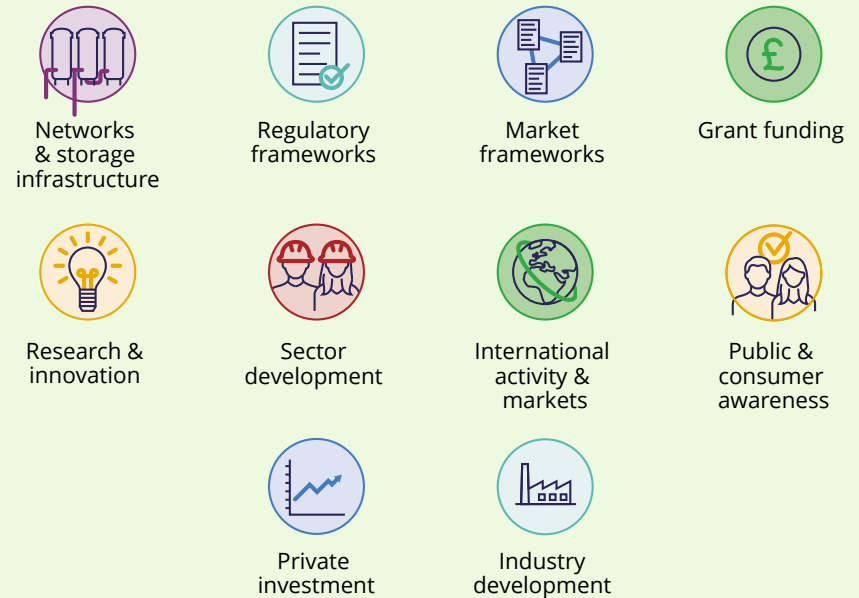 £
Networks
& storage
infrastructure
Regulatory
frameworks
Market
frameworks
Grant funding
Research &
innovation
Sector
development
International
activity &
markets
Public &
consumer
awareness
Private
investment
Industry
development